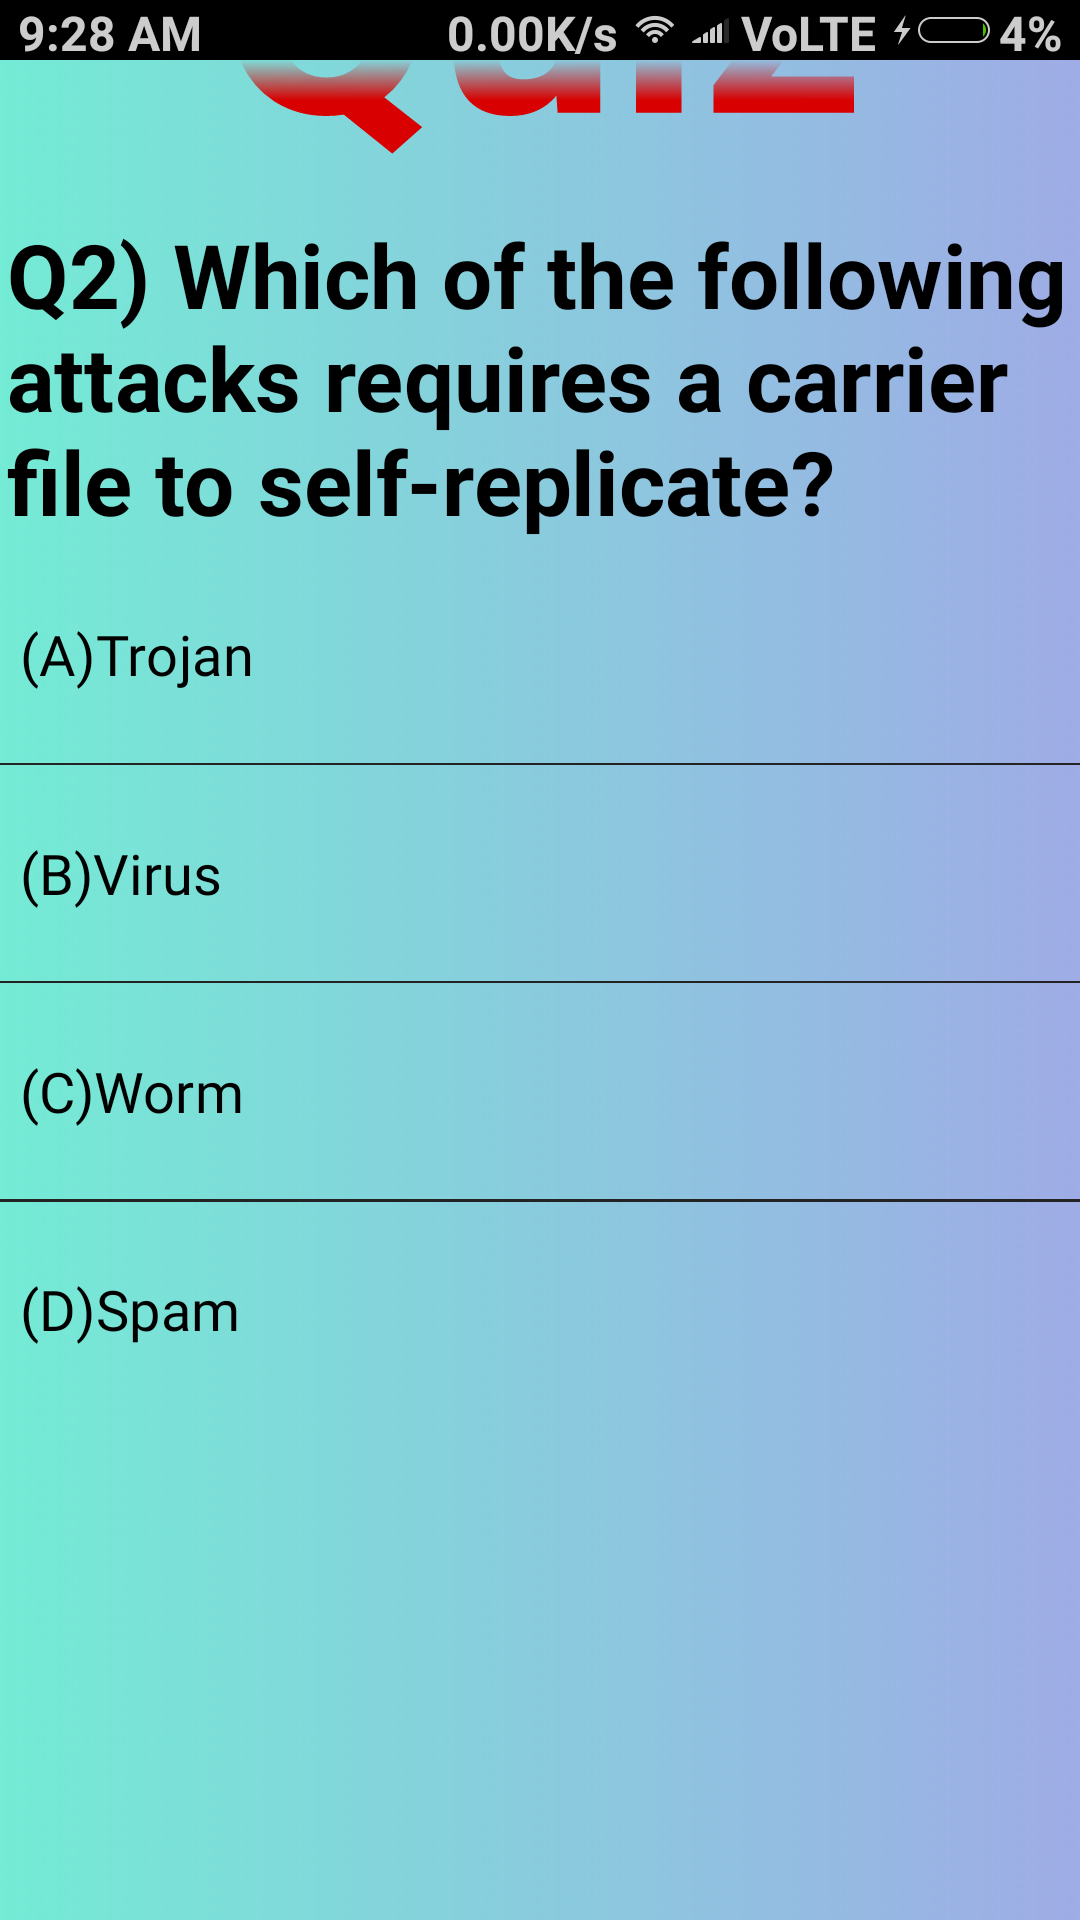 9:28 AM 0.00K/s VoLTE 4%
Quiz
Q2) Which of the following
attacks requires a carrier
file to self-replicate?
(A)Trojan
(B)Virus
(C)Worm
(D)Spam